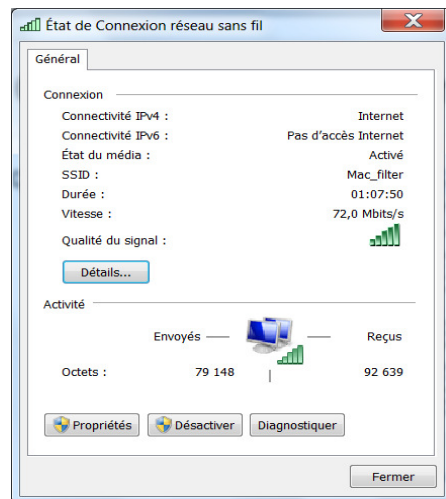 État de Connexion réseau sans fil
Général
Connexion
Connectivité IPv4 : Internet
Connectivité IPv6 : Pas d'accès Internet
État du média : Activé
SSID : Mac_filter
Durée : 01:07:50
Vitesse : 72,0 Mbits/s
Qualité du signal :
Détails...
Activité
Envoyés — — Reçus
Octets : 79 148 | 92 639
Propriétés Désactiver Diagnostiquer
Fermer